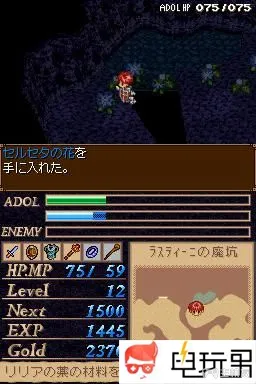 ADOL HP 075/075
セルセタの花を
手に入れた。
ADOL
ENEMY
ラスティーニの廃坑
HP.MP 75/ 59
Level 12
Next 1500
EXP 1445
Gold 2370
リリアの薬の材料を
电玩男